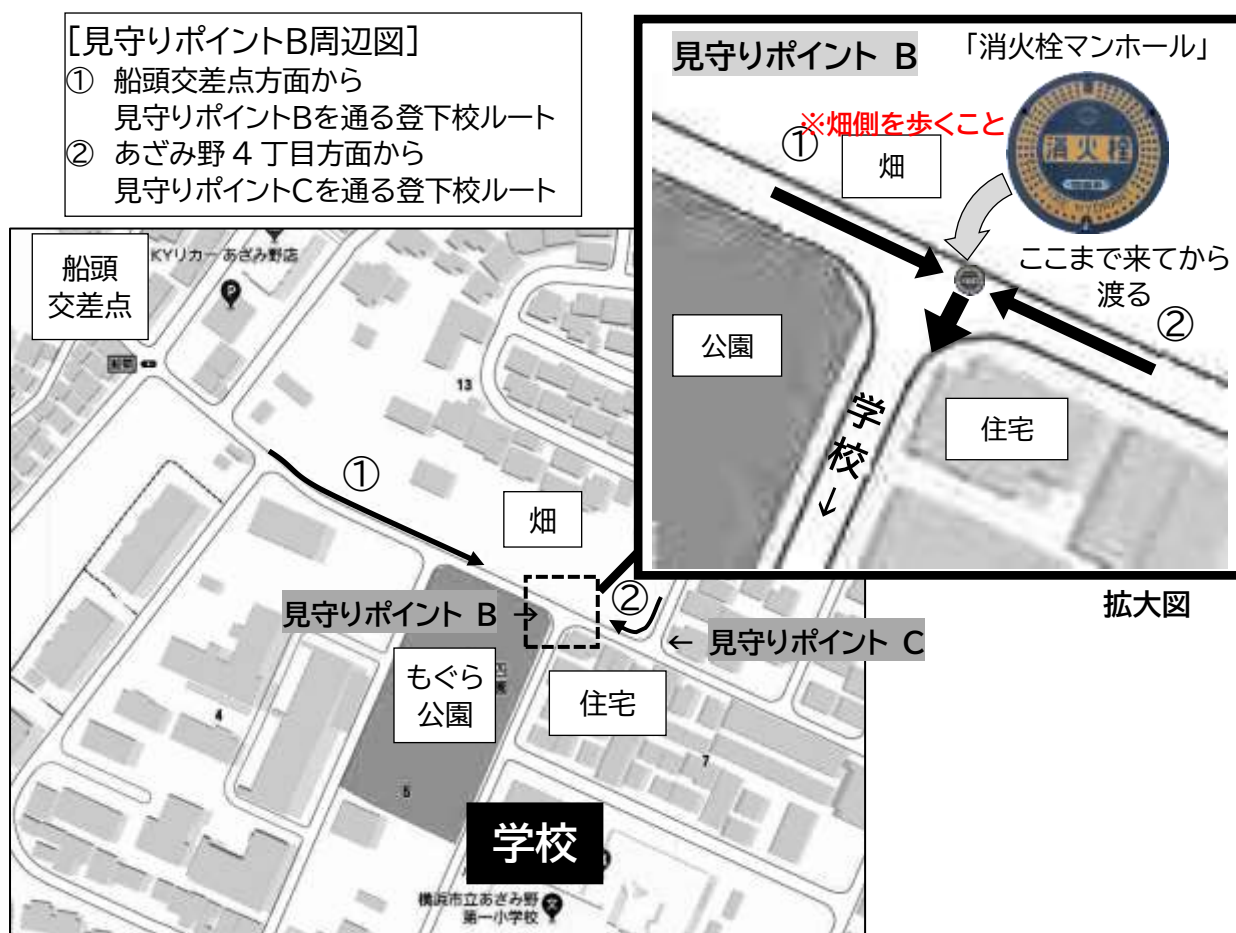 [見守りポイントB周辺図]
① 船頭交差点方面から
見守りポイントBを通る登下校ルート
② あざみ野4丁目方面から
見守りポイントCを通る登下校ルート
見守りポイント B
「消火栓マンホール」
※畑側を歩くこと
①
畑
消火栓
ここまで来てから
渡る
②
公園
学校↓
住宅
拡大図
船頭
交差点
KYリカーあざみ野店
P
13
①
畑
②
見守りポイント B →
← 見守りポイント C
もぐら
公園
住宅
4
7
5
学校
横浜市立あざみ野
第一小学校
文